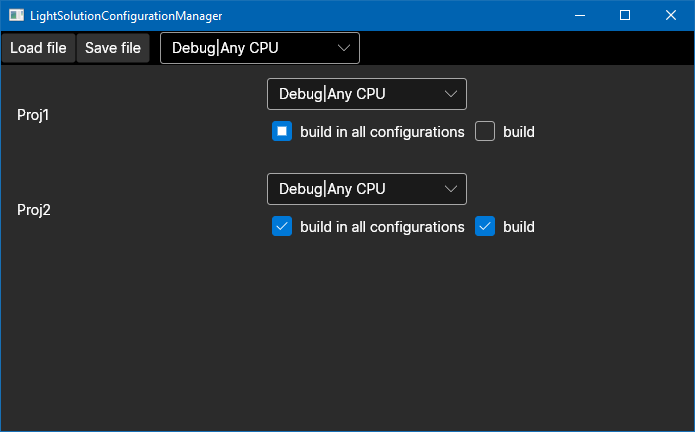 LightSolutionConfigurationManager
Load file Save file Debug|Any CPU
Debug|Any CPU
Proj1
build in all configurations build
Debug|Any CPU
Proj2
build in all configurations build